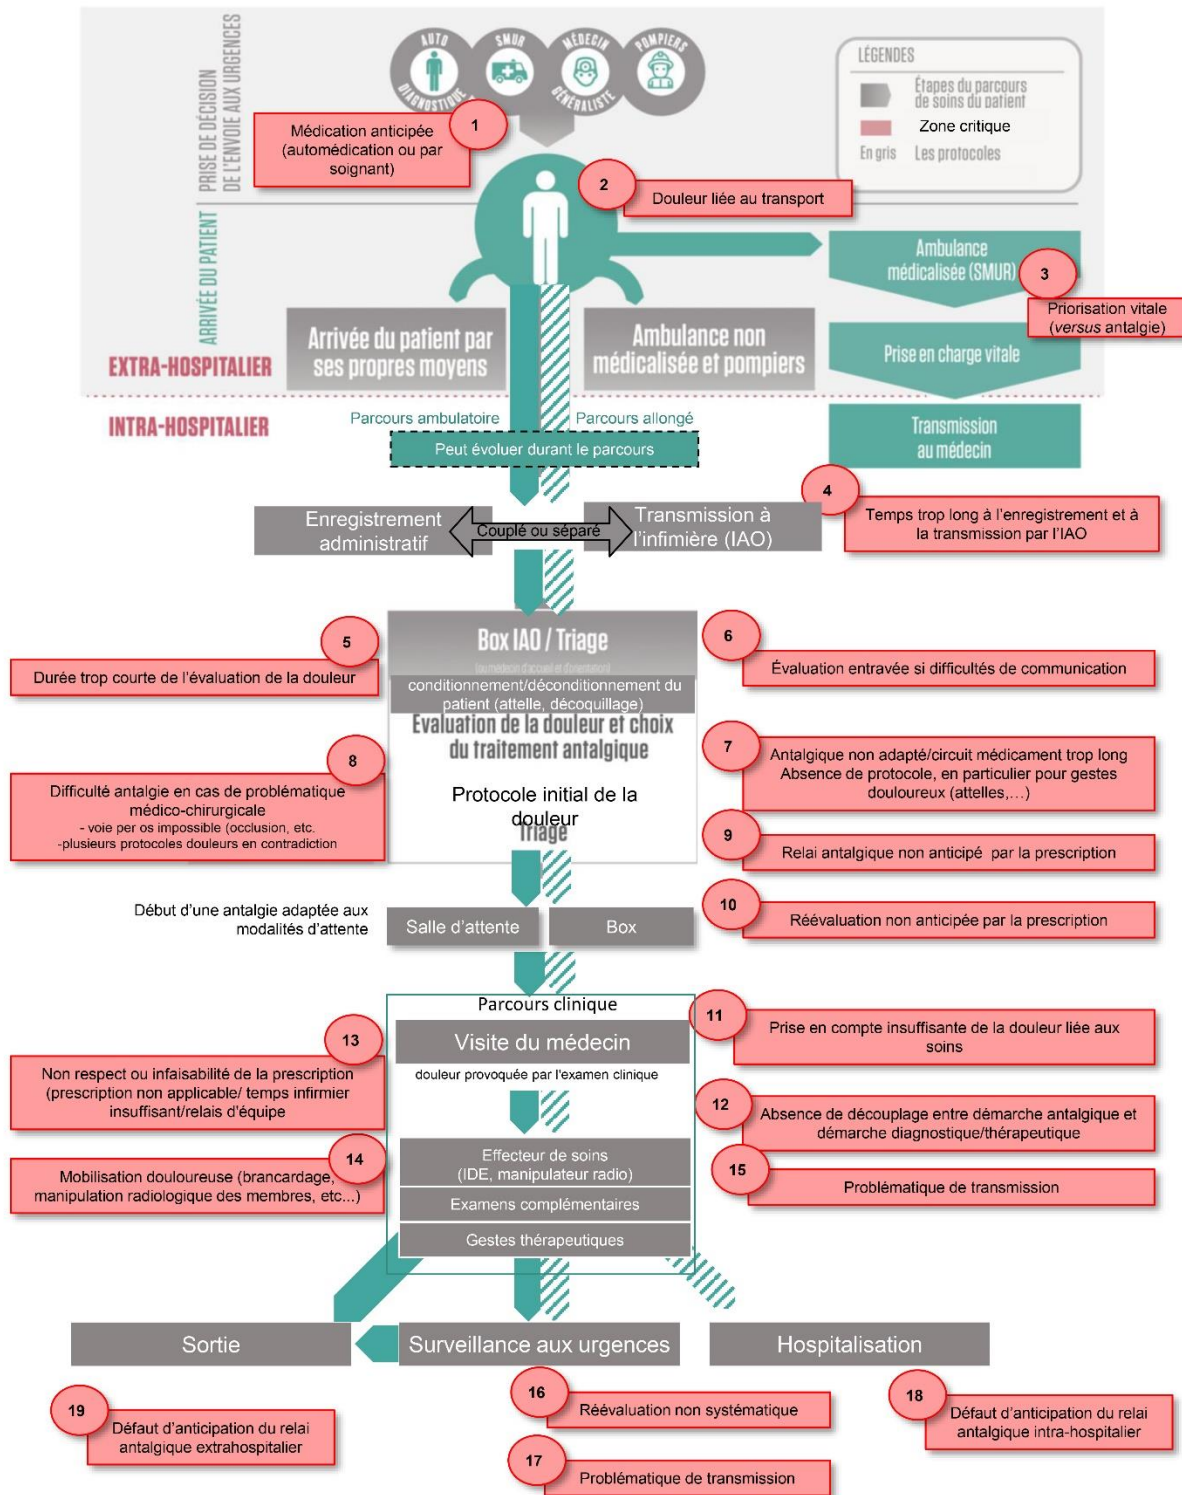 PRISE DE DÉCISION
DE L'ENVOIE AUX URGENCES
AUTO
DIAGNOSTIQUE
SMUR
MÉDECIN
GÉNÉRALISTE
POMPIERS
LÉGENDES
Étapes du parcours
de soins du patient
Zone critique
En gris Les protocoles
1
Médication anticipée
(automédication ou par
soignant)
2
Douleur liée au transport
ARRIVÉE DU PATIENT
Ambulance
médicalisée (SMUR)
3
Priorisation vitale
(versus antalgie)
Arrivée du patient par
ses propres moyens
Ambulance non
médicalisée et pompiers
Prise en charge vitale
EXTRA-HOSPITALIER
INTRA-HOSPITALIER
Parcours ambulatoire
Parcours allongé
Peut évoluer durant le parcours
Transmission
au médecin
4
Temps trop long à l'enregistrement et à
la transmission par l'IAO
Enregistrement
administratif
Couplé ou séparé
Transmission à
l'infimière (IAO)
5
Durée trop courte de l'évaluation de la douleur
Box IAO / Triage
(ou médecin d'accueil et d'orientation)
conditionnement/déconditionnement du
patient (attelle, décoquillage)
Evaluation de la douleur et choix
du traitement antalgique
Protocole initial de la
douleur
Triage
6
Évaluation entravée si difficultés de communication
7
Antalgique non adapté/circuit médicament trop long
Absence de protocole, en particulier pour gestes
douloureux (attelles,...)
8
Difficulté antalgie en cas de problématique
médico-chirurgicale
- voie per os impossible (occlusion, etc.
-plusieurs protocoles douleurs en contradiction
9
Relai antalgique non anticipé par la prescription
10
Réévaluation non anticipée par la prescription
Début d'une antalgie adaptée aux
modalités d'attente
Salle d'attente
Box
Parcours clinique
Visite du médecin
douleur provoquée par l'examen clinique
11
Prise en compte insuffisante de la douleur liée aux
soins
12
Absence de découplage entre démarche antalgique et
démarche diagnostique/thérapeutique
13
Non respect ou infaisabilité de la prescription
(prescription non applicable/ temps infirmier
insuffisant/relais d'équipe
14
Mobilisation douloureuse (brancardage,
manipulation radiologique des membres, etc...)
15
Problématique de transmission
Effecteur de soins
(IDE, manipulateur radio)
Examens complémentaires
Gestes thérapeutiques
Sortie
Surveillance aux urgences
Hospitalisation
16
Réévaluation non systématique
17
Problématique de transmission
18
Défaut d'anticipation du relai
antalgique intra-hospitalier
19
Défaut d'anticipation du relai
antalgique extrahospitalier